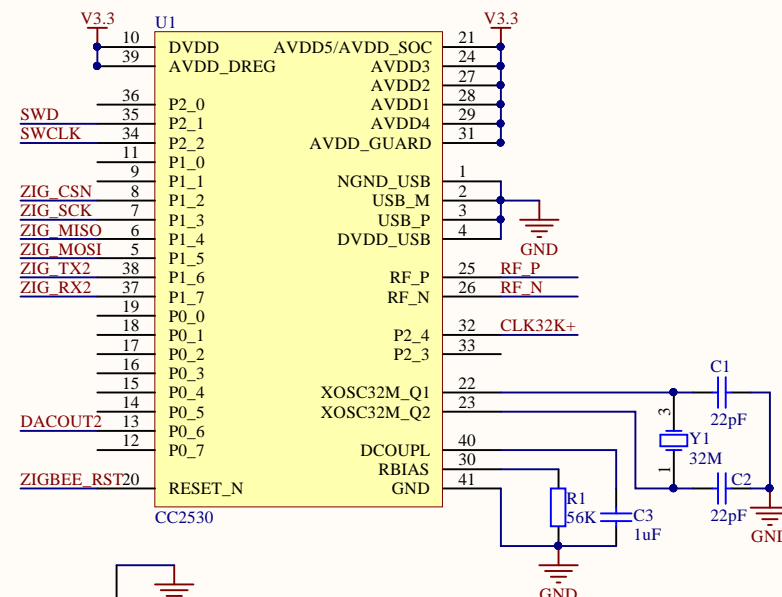 V3.3
U1
V3.3
10 DVDD AVDD5/AVDD_SOC 21
39 AVDD_DREG AVDD3 24
AVDD2 27
36 P2_0 AVDD1 28
SWD 35 P2_1 AVDD4 29
SWCLK 34 P2_2 AVDD_GUARD 31
11 P1_0
9 P1_1 NGND_USB 1
ZIG_CSN 8 P1_2 USB_M 2
ZIG_SCK 7 P1_3 USB_P 3
ZIG_MISO 6 P1_4 DVDD_USB 4
GND
ZIG_MOSI 5 P1_5
ZIG_TX2 38 P1_6 RF_P 25 RF_P
ZIG_RX2 37 P1_7 RF_N 26 RF_N
19 P0_0
18 P0_1 P2_4 32 CLK32K+
17 P0_2 P2_3 33
16 P0_3
C1
15 P0_4 XOSC32M_Q1 22
14 P0_5 XOSC32M_Q2 23
22pF
3
DACOUT2 13 P0_6
12 P0_7 DCOUPL 40
Y1
32M
1
RBIAS 30
ZIGBEE_RST 20 RESET_N GND 41
C2
22pF
R1
56K
C3
1uF
CC2530
GND
GND